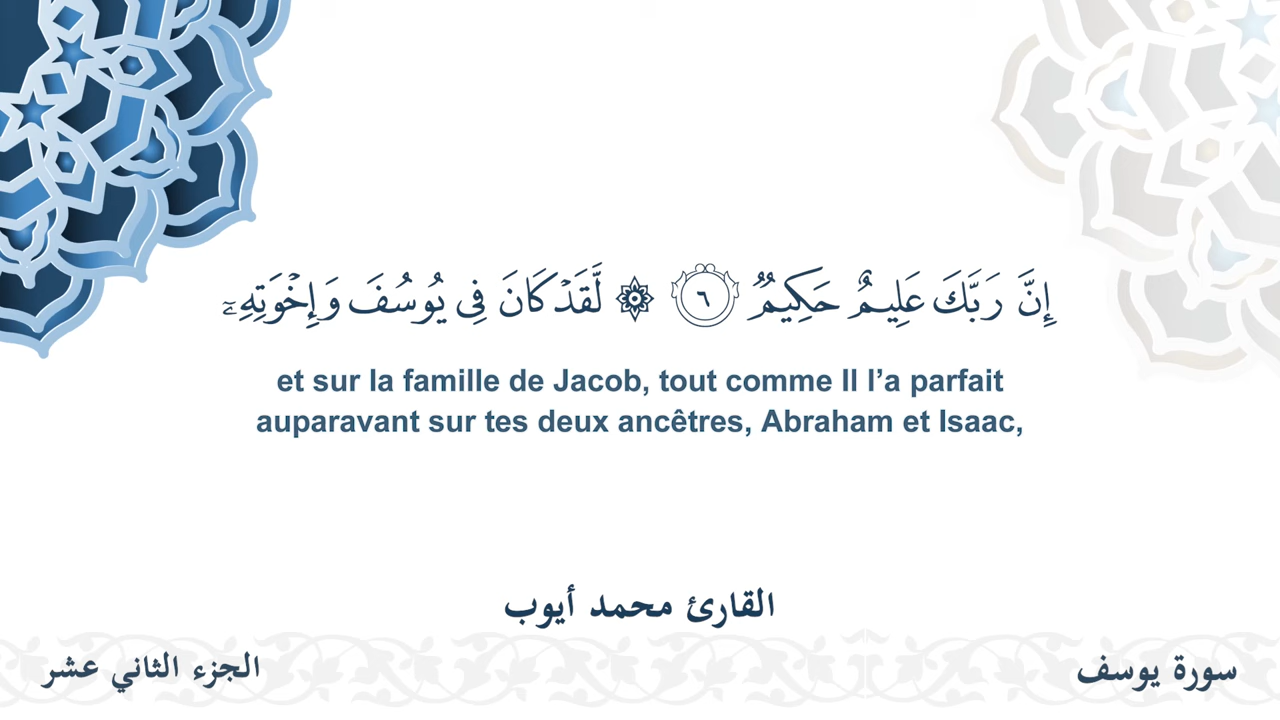 إِنَّ رَبَّكَ عَلِيمٌ حَكِيمٌ ٦ ۞ لَّقَدْ كَانَ فِى يُوسُفَ وَإِخْوَتِهِۦٓ
et sur la famille de Jacob, tout comme Il l’a parfait
auparavant sur tes deux ancêtres, Abraham et Isaac,
القارئ محمد أيوب
سورة يوسف
الجزء الثاني عشر